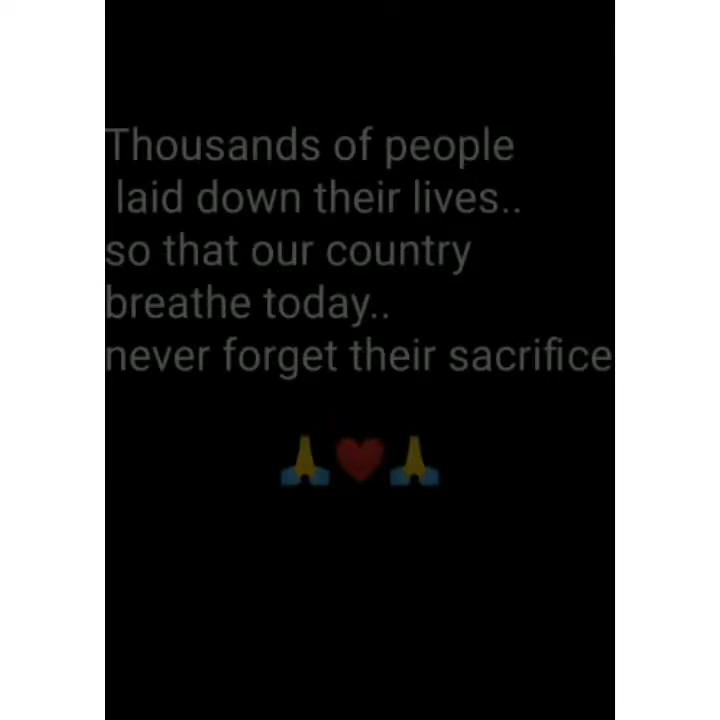 Thousands of people
laid down their lives..
so that our country
breathe today..
never forget their sacrifice
🙏❤️🙏